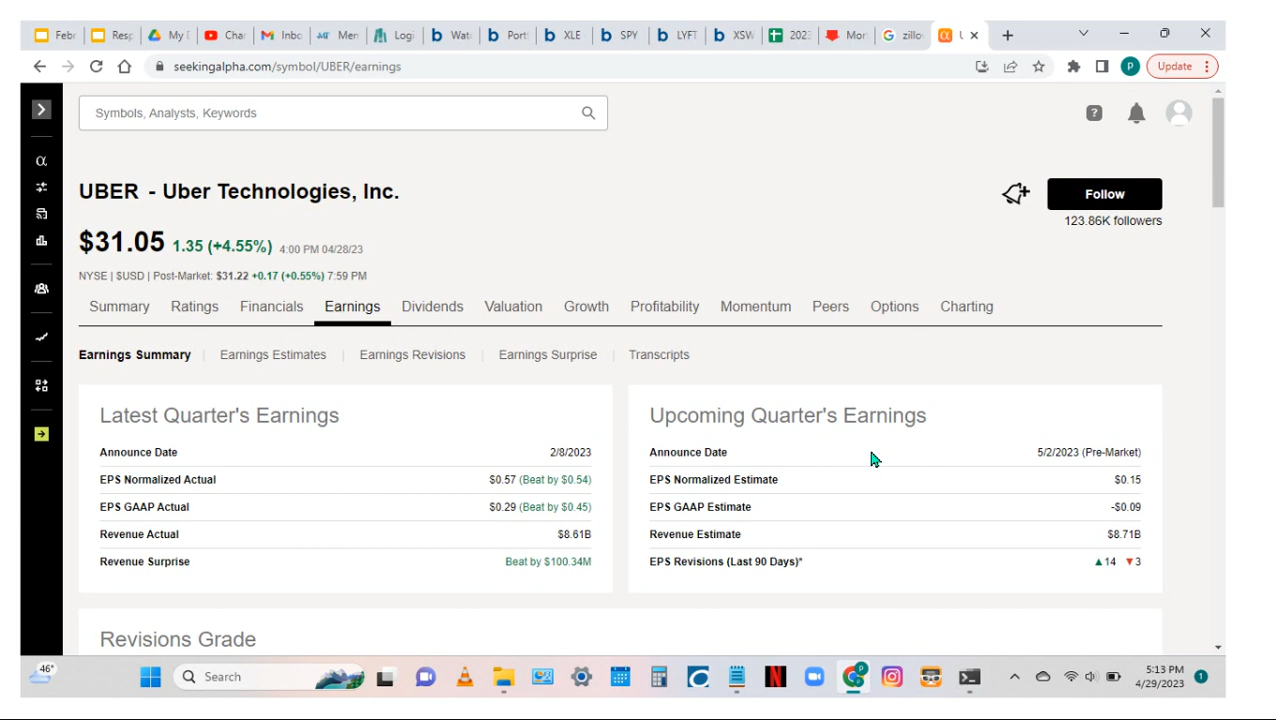 Febr Resp My D Char Inbo Men Logi Wat Port XLE SPY LYFT XSW 202: Mor zillo U
seekingalpha.com/symbol/UBER/earnings P Update
Symbols, Analysts, Keywords ?
α
UBER - Uber Technologies, Inc. Follow
123.86K followers
$31.05 1.35 (+4.55%) 4:00 PM 04/28/23
NYSE | $USD | Post-Market: $31.22 +0.17 (+0.55%) 7:59 PM
Summary Ratings Financials Earnings Dividends Valuation Growth Profitability Momentum Peers Options Charting
Earnings Summary | Earnings Estimates | Earnings Revisions | Earnings Surprise | Transcripts
Latest Quarter's Earnings
Announce Date 2/8/2023
EPS Normalized Actual $0.57 (Beat by $0.54)
EPS GAAP Actual $0.29 (Beat by $0.45)
Revenue Actual $8.61B
Revenue Surprise Beat by $100.34M
Upcoming Quarter's Earnings
Announce Date 5/2/2023 (Pre-Market)
EPS Normalized Estimate $0.15
EPS GAAP Estimate -$0.09
Revenue Estimate $8.71B
EPS Revisions (Last 90 Days)* ▲14 ▼3
Revisions Grade
46° Search 5:13 PM
4/29/2023 1